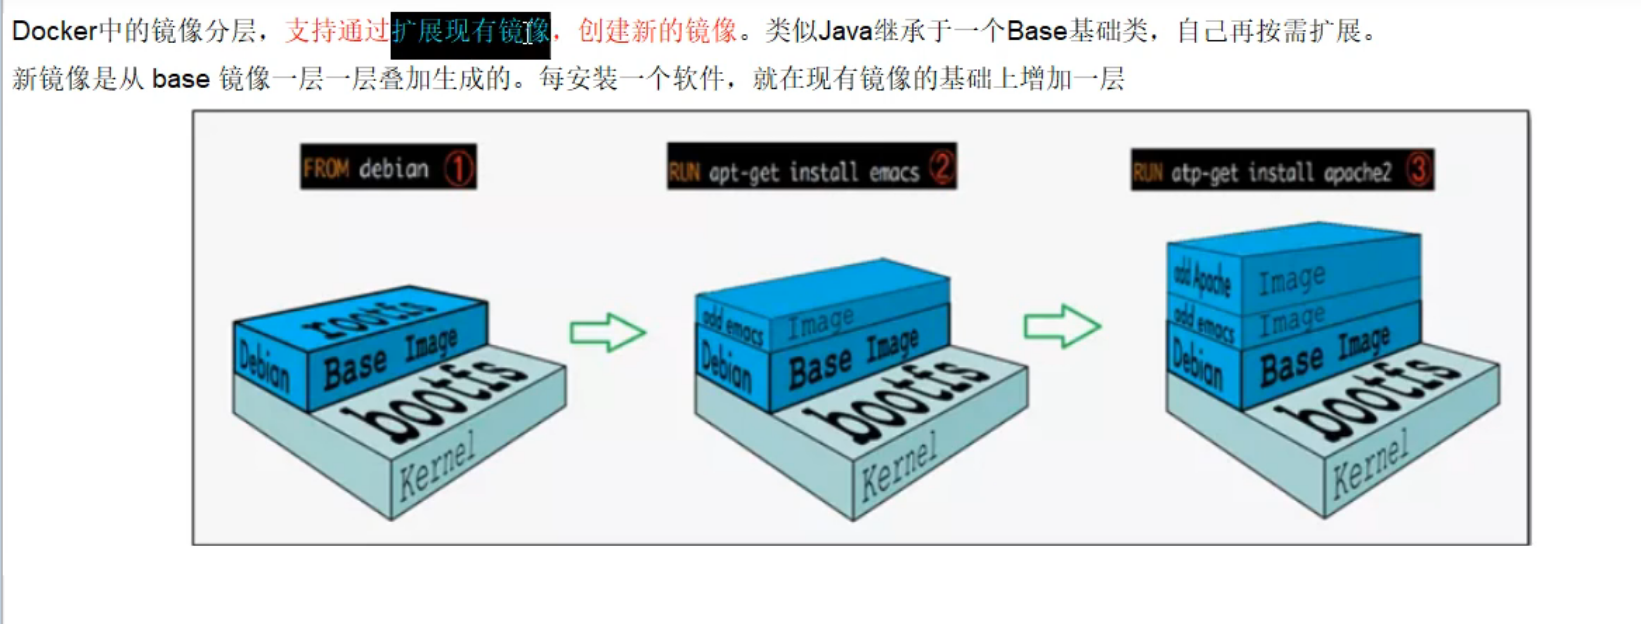 Docker中的镜像分层，支持通过扩展现有镜像，创建新的镜像。类似Java继承于一个Base基础类，自己再按需扩展。
新镜像是从 base 镜像一层一层叠加生成的。每安装一个软件，就在现有镜像的基础上增加一层
FROM debian ①
RUN apt-get install emacs ②
RUN atp-get install apache2 ③
rootfs
Debian Base Image
bootfs
Kernel
add emacs Image
Debian Base Image
bootfs
Kernel
add Apache Image
add emacs Image
Debian Base Image
bootfs
Kernel